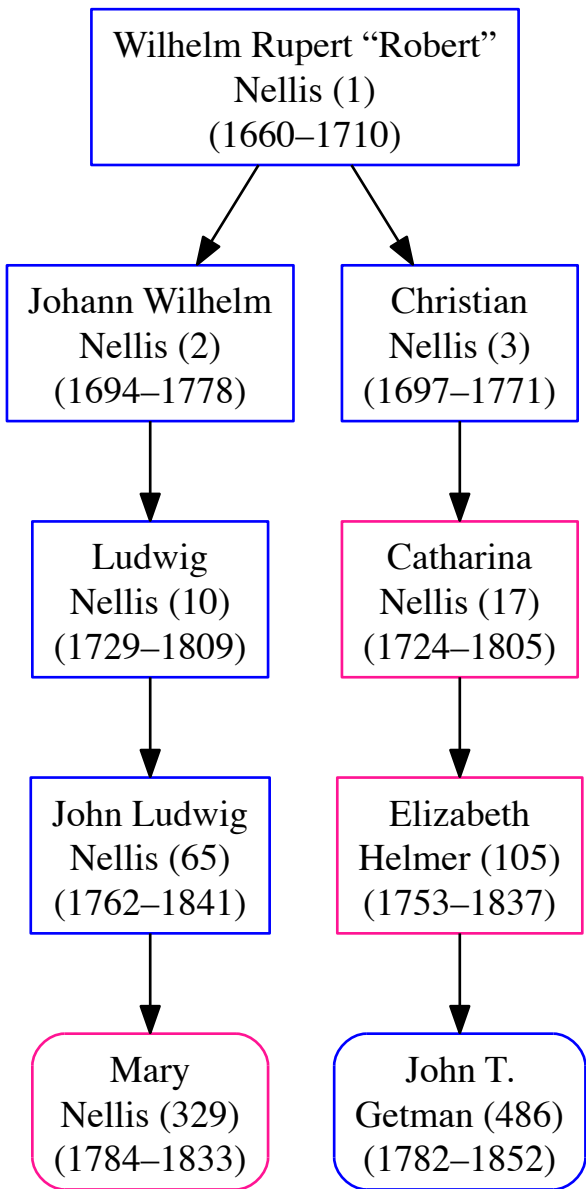 Wilhelm Rupert “Robert”
Nellis (1)
(1660–1710)
Johann Wilhelm
Nellis (2)
(1694–1778)
Christian
Nellis (3)
(1697–1771)
Ludwig
Nellis (10)
(1729–1809)
Catharina
Nellis (17)
(1724–1805)
John Ludwig
Nellis (65)
(1762–1841)
Elizabeth
Helmer (105)
(1753–1837)
Mary
Nellis (329)
(1784–1833)
John T.
Getman (486)
(1782–1852)